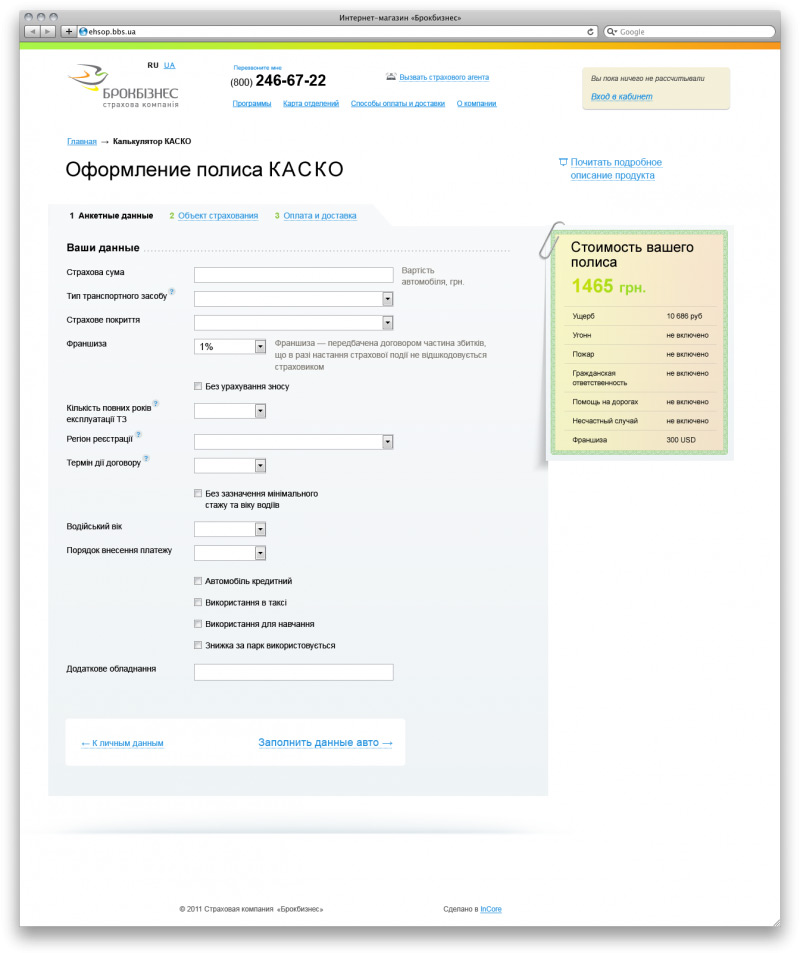 Интернет-магазин «Брокбизнес»
ehsop.bbs.ua
Google
RU UA
БРОКБІЗНЕС
страхова компанія
Перезвоните мне
(800) 246-67-22
Вызвать страхового агента
Программы Карта отделений Способы оплаты и доставки О компании
Вы пока ничего не рассчитывали
Вход в кабинет
Главная → Калькулятор КАСКО
Оформление полиса КАСКО
Почитать подробное
описание продукта
1 Анкетные данные 2 Объект страхования 3 Оплата и доставка
Ваши данные
Страхова сума
Вартість
автомобіля, грн.
Тип транспортного засобу ?
Страхове покриття
Франшиза
1%
Франшиза — передбачена договором частина збитків,
що в разі настання страхової події не відшкодовується
страховиком
Без урахування зносу
Кількість повних років ?
експлуатації ТЗ
Регіон реєстрації ?
Термін дії договору ?
Без зазначення мінімального
стажу та віку водіїв
Водійський вік
Порядок внесення платежу
Автомобіль кредитний
Використання в таксі
Використання для навчання
Знижка за парк використовується
Додаткове обладнання
← К личным данным
Заполнить данные авто →
Стоимость вашего
полиса
1465 грн.
Ущерб 10 686 руб
Угонн не включено
Пожар не включено
Гражданская не включено
ответственность
Помощь на дорогах не включено
Несчастный случай не включено
Франшиза 300 USD
© 2011 Страховая компания «Брокбизнес»
Сделано в InCore